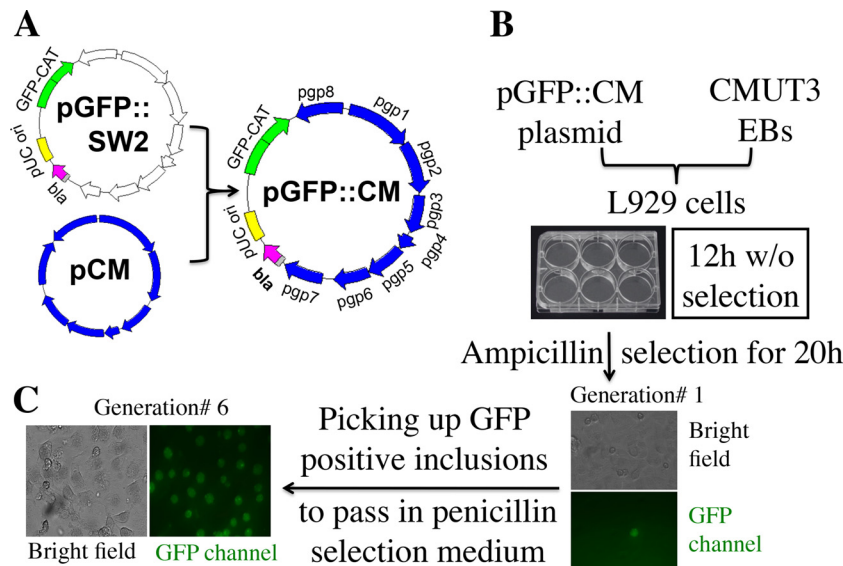 A
GFP-CAT
pGFP::
SW2
pUC ori
bla
pCM
GFP-CAT
pgp8
pgp1
pgp2
pgp3
pgp4
pgp5
pgp6
pgp7
bla
pUC ori
pGFP::CM
B
pGFP::CM
plasmid
CMUT3
EBs
L929 cells
12h w/o
selection
Ampicillin selection for 20h
Generation# 1
Bright
field
GFP
channel
Picking up GFP
positive inclusions
to pass in penicillin
selection medium
C
Generation# 6
Bright field
GFP channel